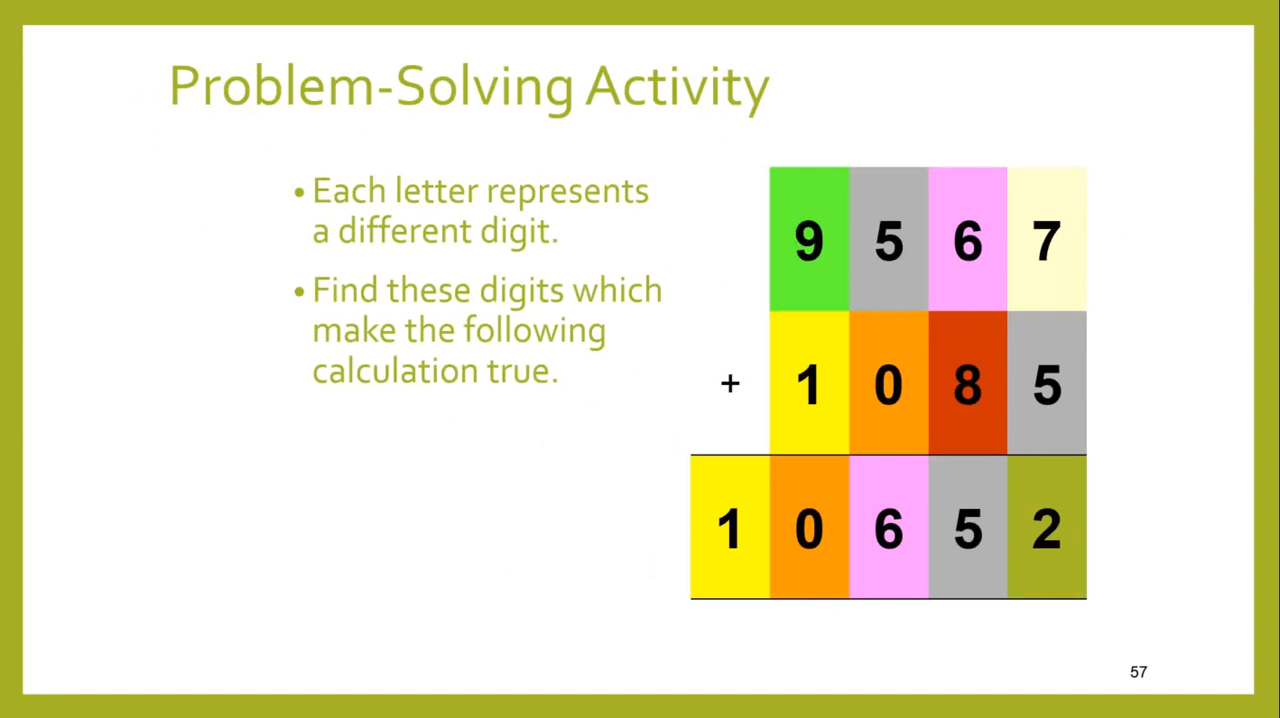 Problem-Solving Activity
• Each letter represents
a different digit.
• Find these digits which
make the following
calculation true.
9 5 6 7
+ 1 0 8 5
1 0 6 5 2
57